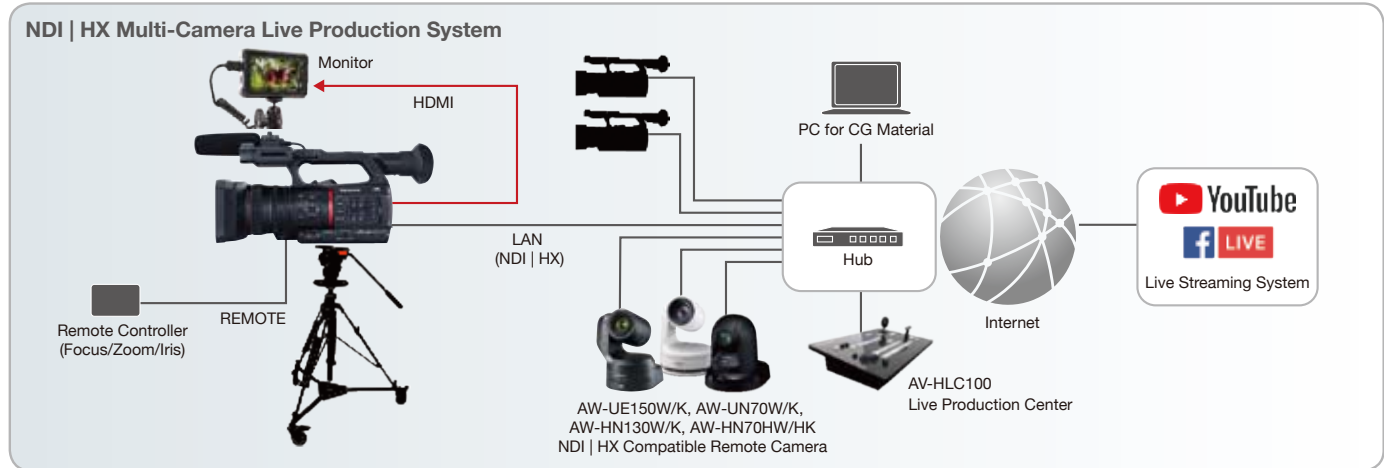 NDI | HX Multi-Camera Live Production System
Monitor
HDMI
PC for CG Material
LAN
(NDI | HX)
Hub
Internet
YouTube
f LIVE
Live Streaming System
Remote Controller
(Focus/Zoom/Iris)
REMOTE
AW-UE150W/K, AW-UN70W/K,
AW-HN130W/K, AW-HN70HW/HK
NDI | HX Compatible Remote Camera
AV-HLC100
Live Production Center